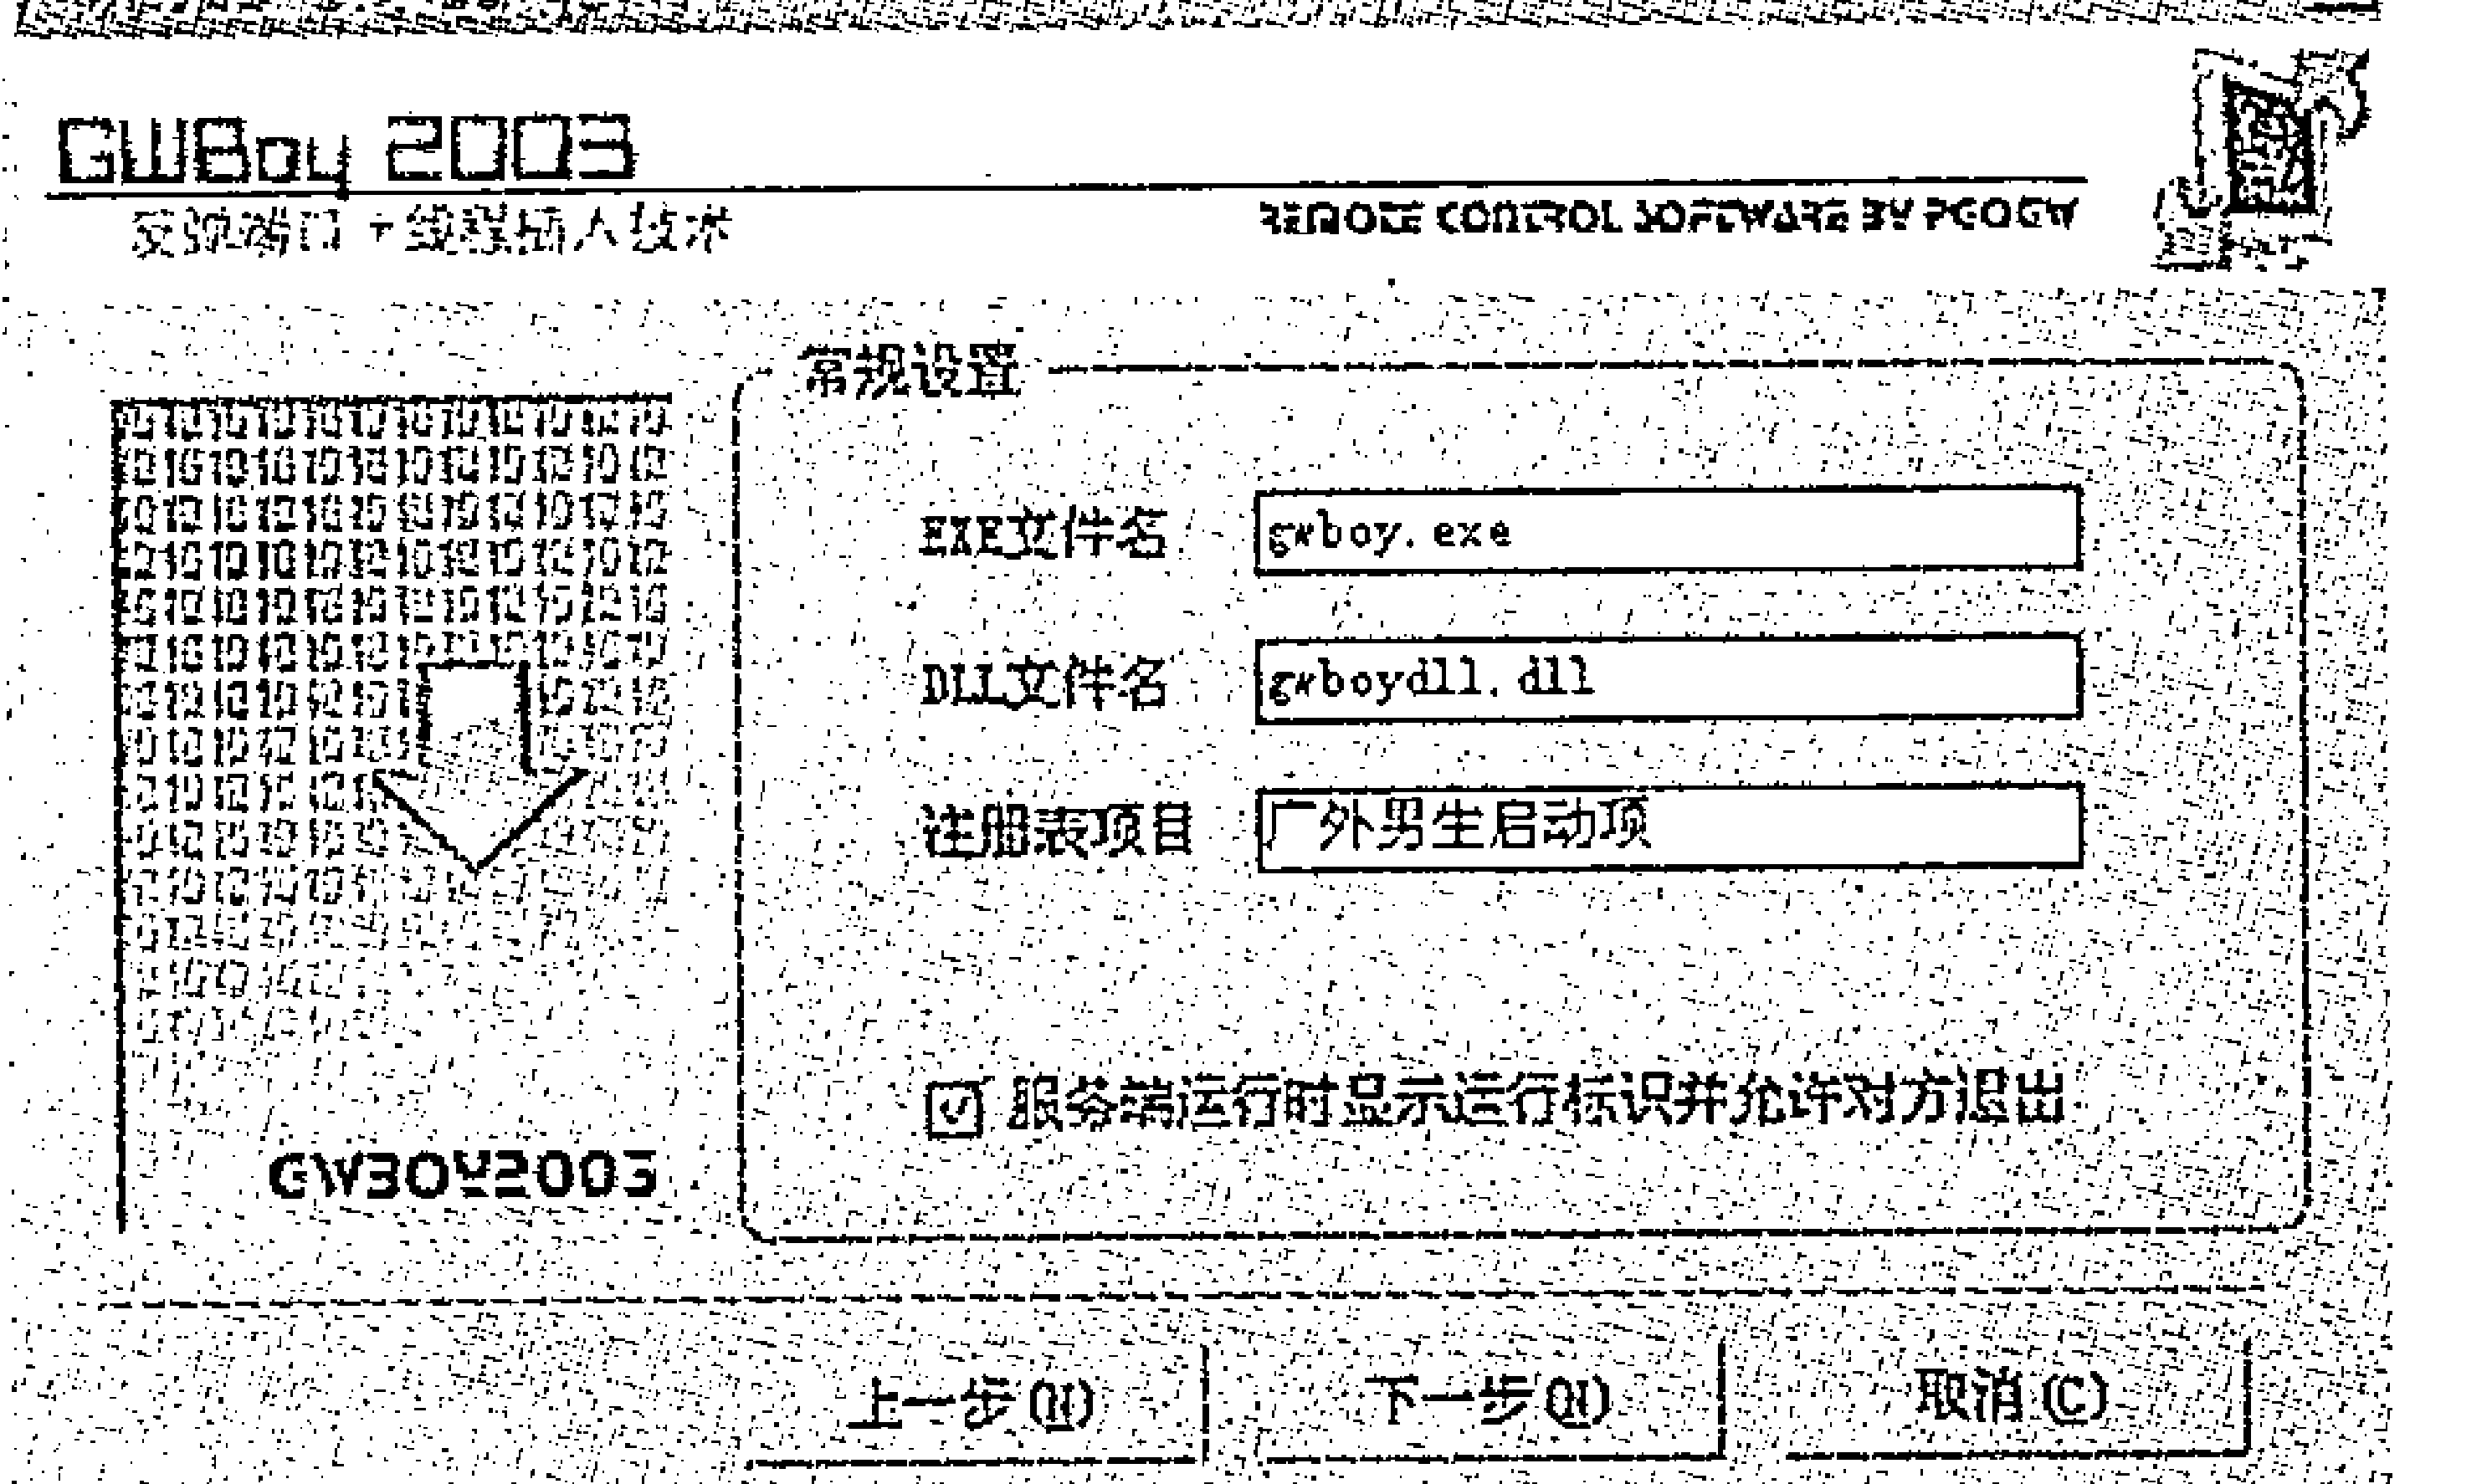 GWBoy 2003
反弹端口+线程插入技术
REMOTE CONTROL SOFTWARE BY PCOGW
常规设置
EXE文件名 gwboy.exe
DLL文件名 gwboydll.dll
注册表项目 广外男生启动项
服务端运行时显示运行标识并允许对方退出
GWBOY2003
上一步(N) 下一步(N) 取消(C)